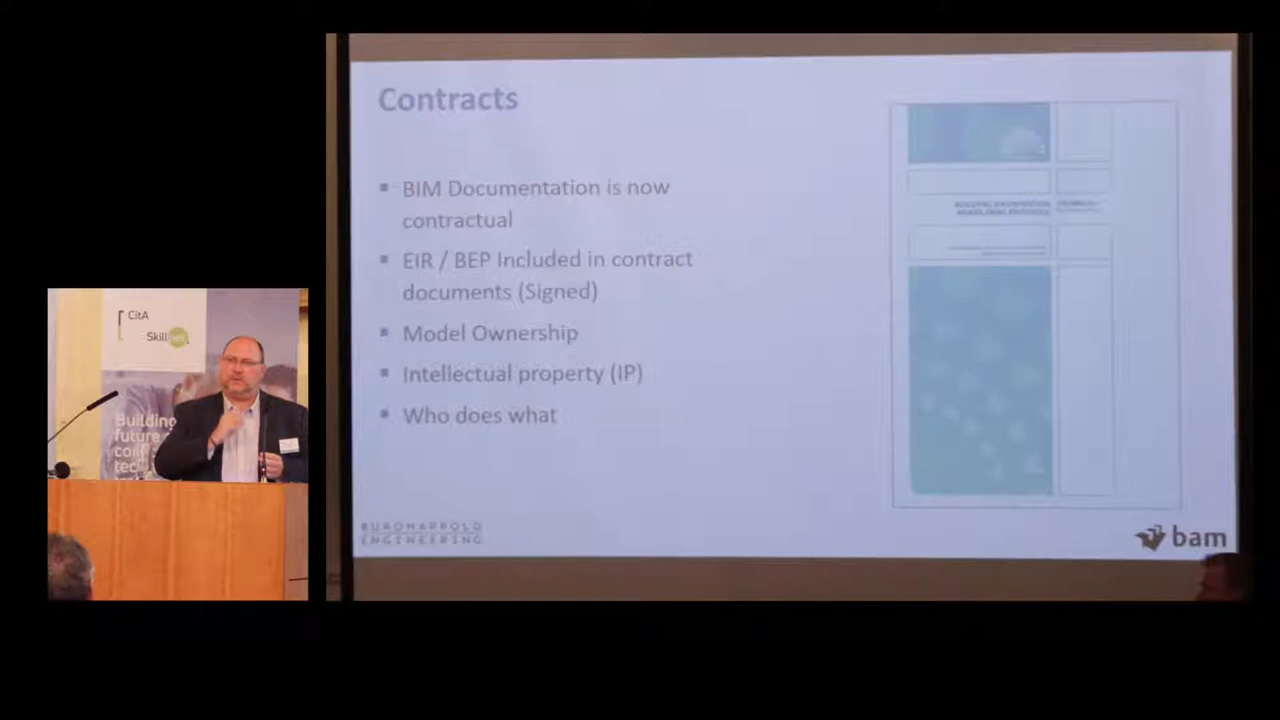 Contracts
BIM Documentation is now
contractual
EIR / BEP Included in contract
documents (Signed)
Model Ownership
Intellectual property (IP)
Who does what
BUROHAPPOLD
ENGINEERING
bam
CitA
Skill
Building
future